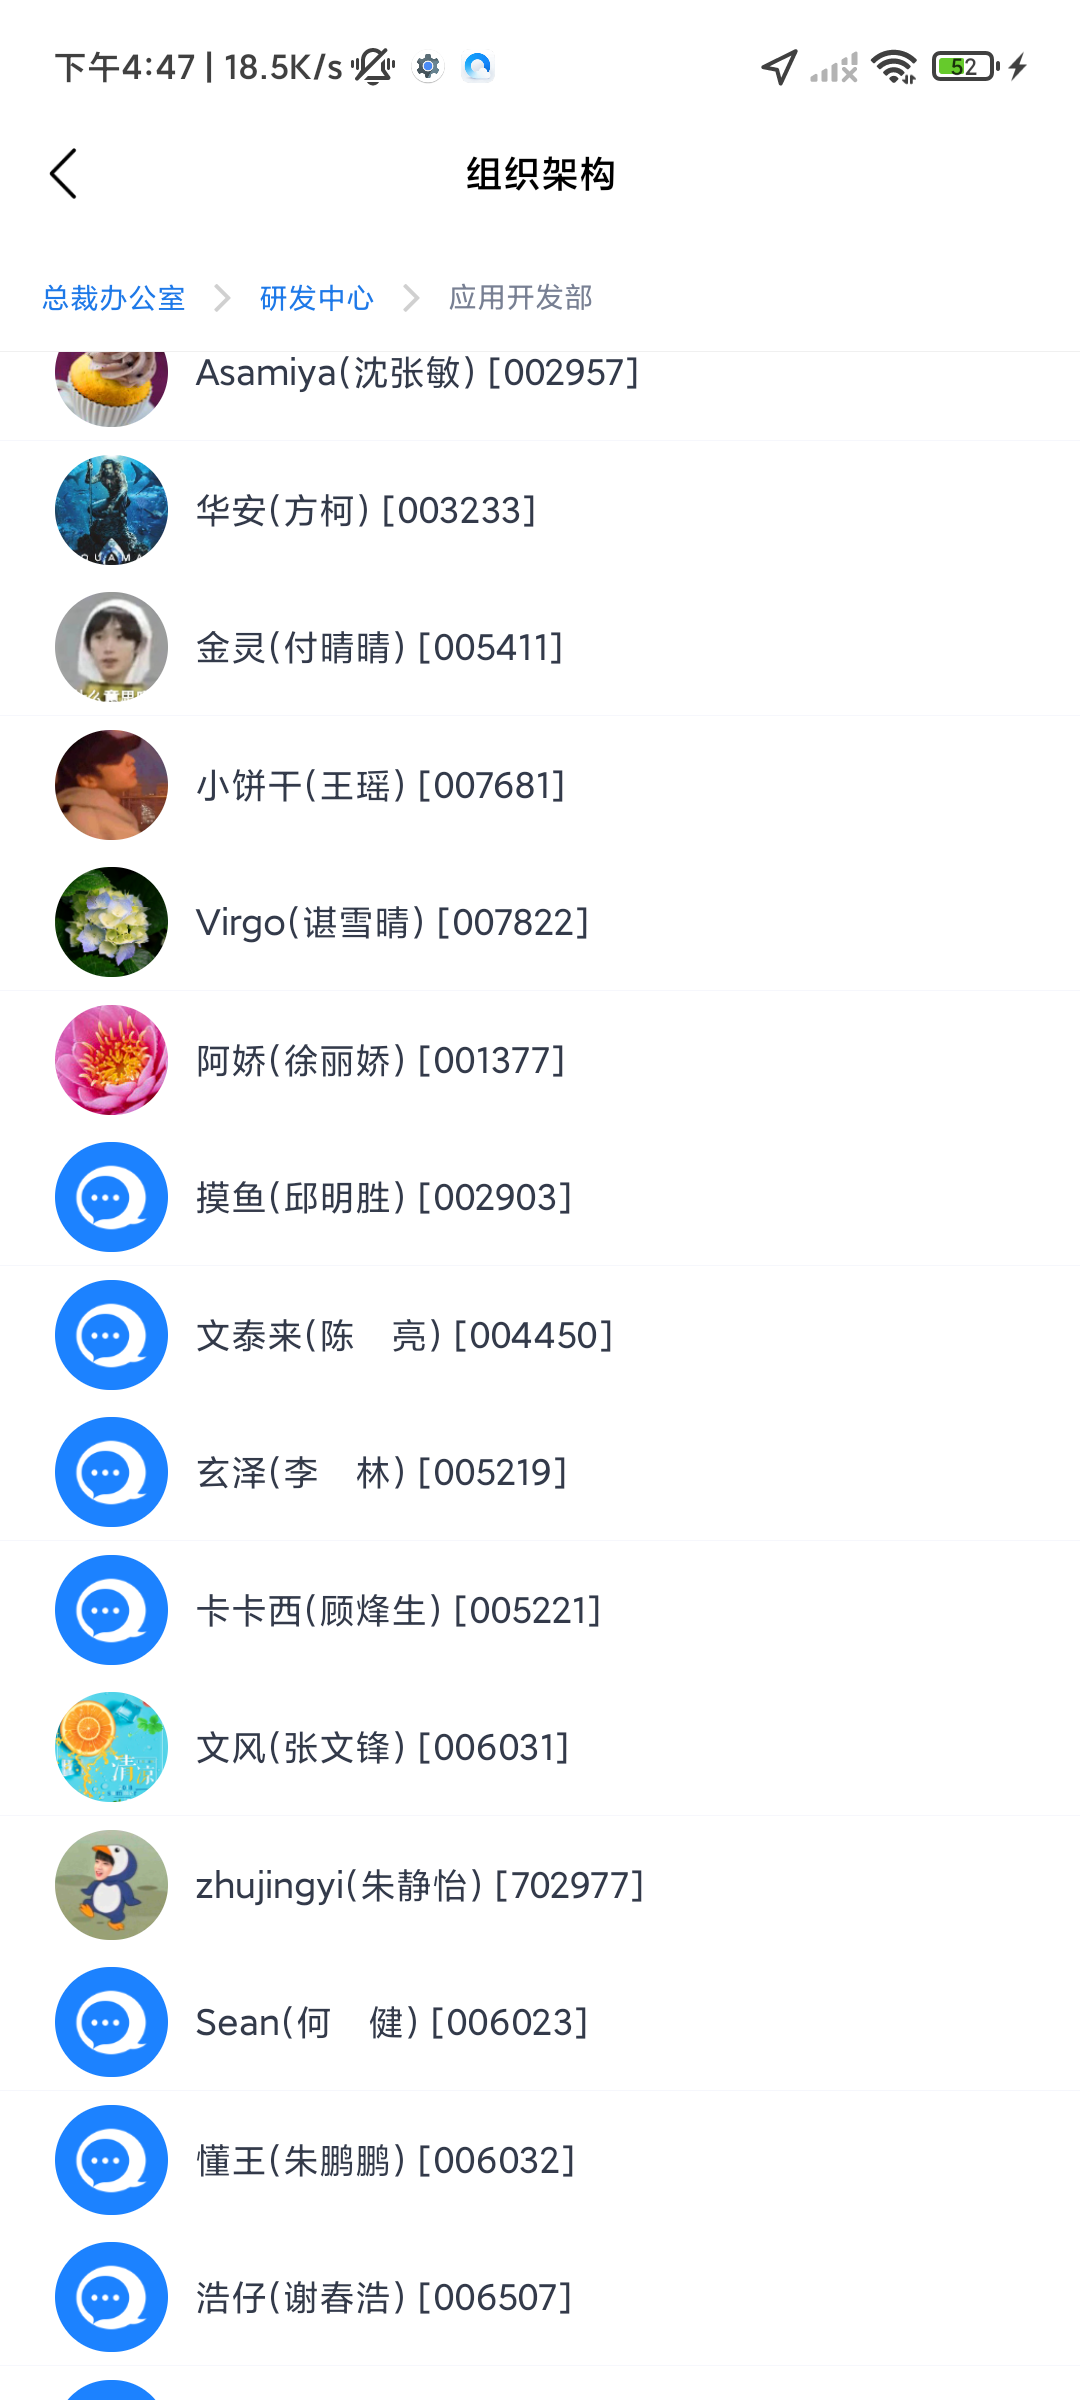 下午4:47 | 18.5K/s
52
组织架构
总裁办公室 > 研发中心 > 应用开发部
Asamiya(沈张敏) [002957]
华安(方柯) [003233]
金灵(付晴晴) [005411]
小饼干(王瑶) [007681]
Virgo(谌雪晴) [007822]
阿娇(徐丽娇) [001377]
摸鱼(邱明胜) [002903]
文泰来(陈　亮) [004450]
玄泽(李　林) [005219]
卡卡西(顾烽生) [005221]
文风(张文锋) [006031]
清凉
zhujingyi(朱静怡) [702977]
Sean(何　健) [006023]
懂王(朱鹏鹏) [006032]
浩仔(谢春浩) [006507]